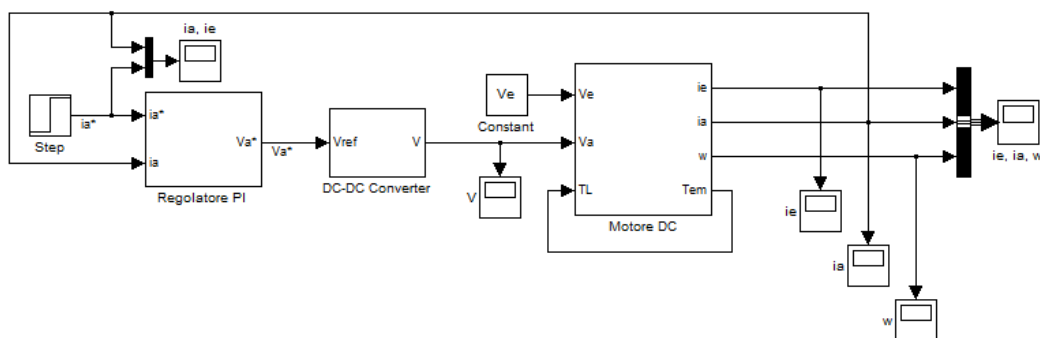 ia, ie
Step
ia*
ia*
ia
Va*
Regolatore PI
Va*
Vref
V
DC-DC Converter
V
Ve
Constant
Ve
Va
TL
ie
ia
w
Tem
Motore DC
ie
ia
w
ie, ia, w